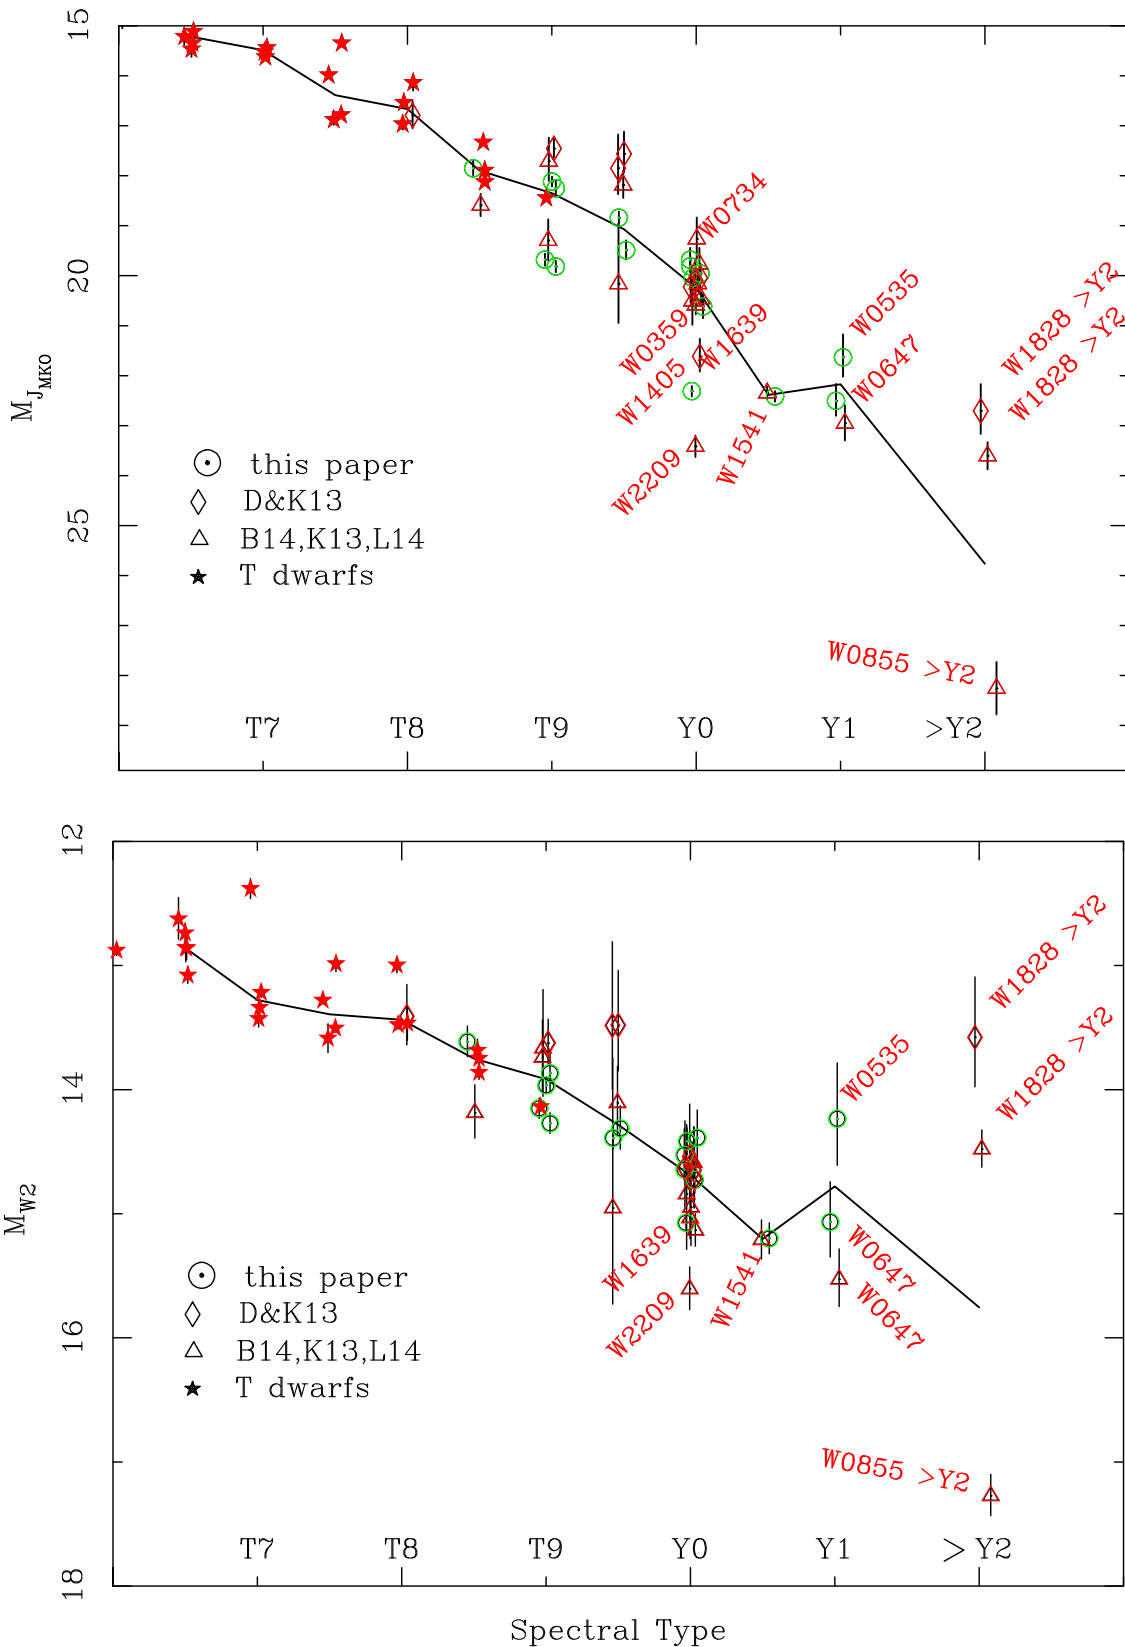 15
20
25
M_J_MKO
W0734
W0535
W1828 >Y2
W1828 >Y2
W0359
W1639
W0647
W1405
W1541
W2209
this paper
D&K13
B14,K13,L14
T dwarfs
W0855 >Y2
T7 T8 T9 Y0 Y1 >Y2
12
14
16
18
M_W2
W1828 >Y2
W0535
W1828 >Y2
W1639
W1541
W0647
W2209
W0647
this paper
D&K13
B14,K13,L14
T dwarfs
W0855 >Y2
T7 T8 T9 Y0 Y1 >Y2
Spectral Type